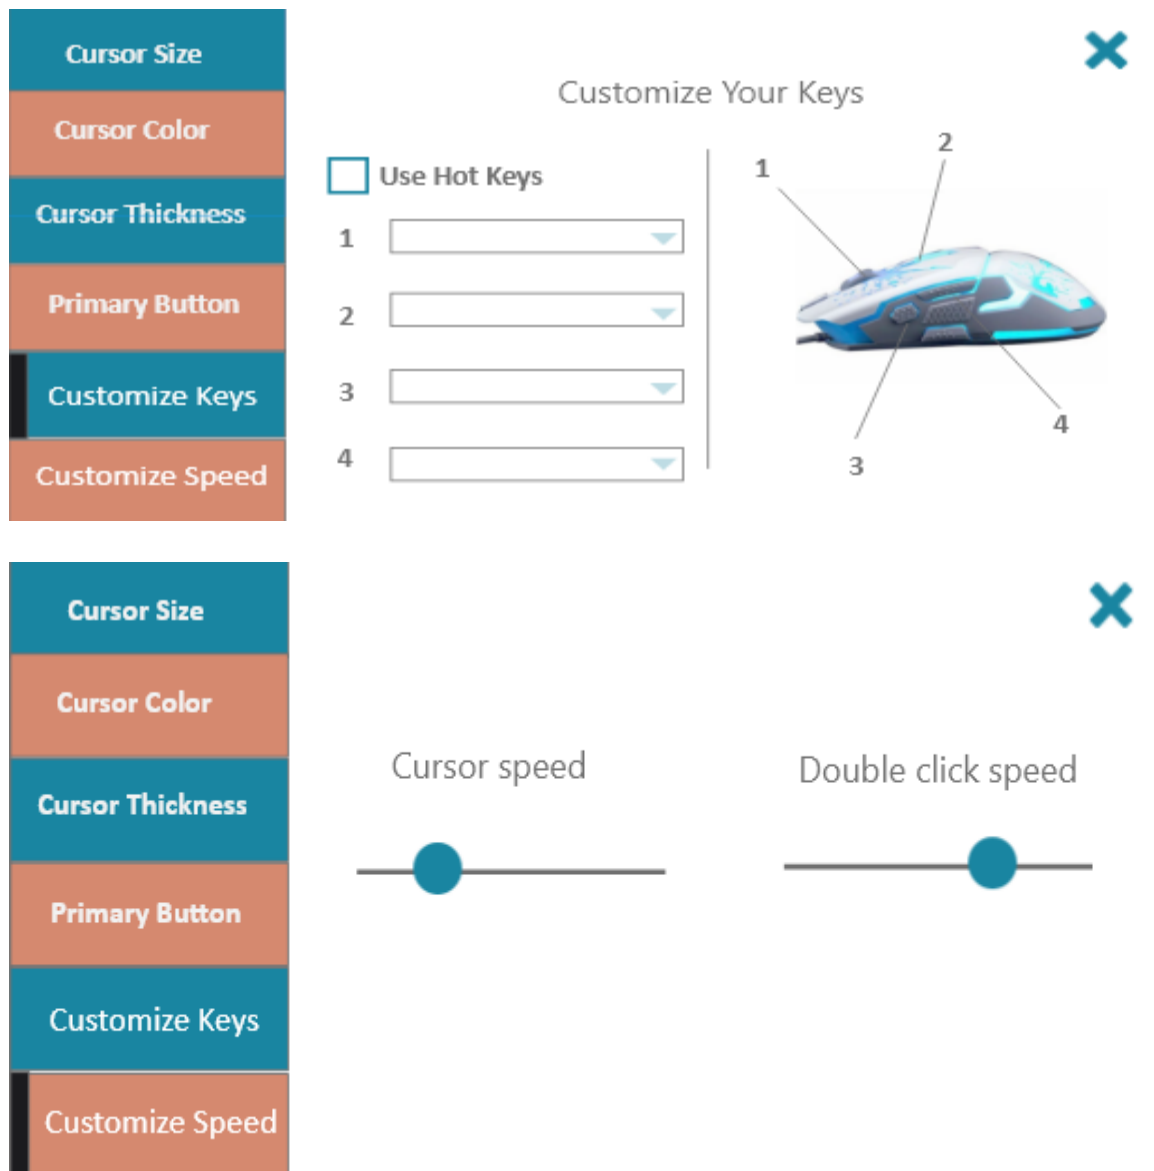 Cursor Size
Cursor Color
Cursor Thickness
Primary Button
Customize Keys
Customize Speed
Customize Your Keys
Use Hot Keys
1
2
3
4
1
2
3
4
Cursor Size
Cursor Color
Cursor Thickness
Primary Button
Customize Keys
Customize Speed
Cursor speed
Double click speed